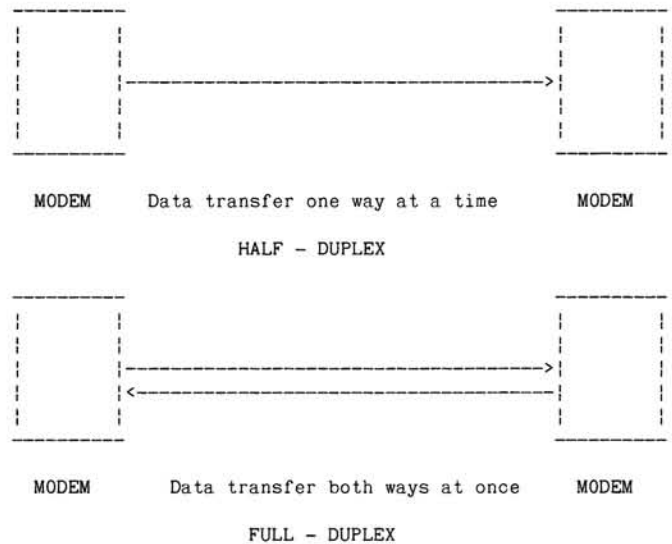 MODEM Data transfer one way at a time MODEM
HALF - DUPLEX
MODEM Data transfer both ways at once MODEM
FULL - DUPLEX